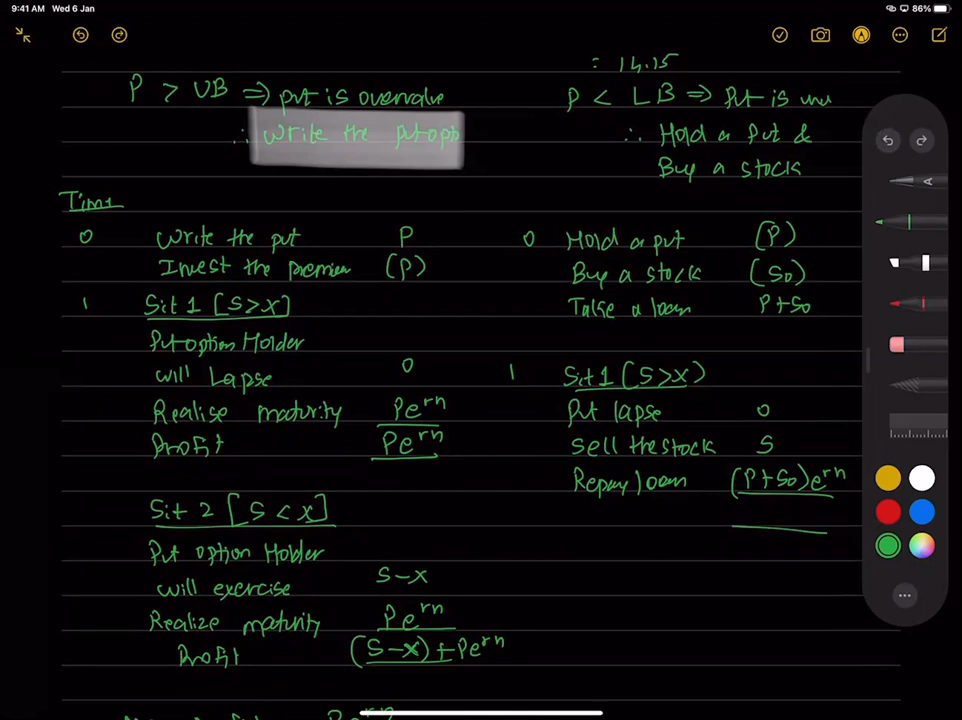 9:41 AM Wed 6 Jan
86%
P > UB ⇒ put is overvalue
∴ Write the put opti
= 14.15
P < LB ⇒ Put is
∴ Hold a Put &
Buy a stock
Time
0 Write the put P
Invest the premium (P)
1 Sit 1 [S>X]
Put option Holder
will Lapse 0
Realise maturity Pe^rn
Profit Pe^rn
Sit 2 [S<X]
Put option Holder
will exercise S-X
Realize maturity Pe^rn
Profit (S-X)+Pe^rn
0 Hold a put (P)
Buy a stock (So)
Take a loan P+So
1 Sit 1 (S>X)
Put lapse 0
Sell the stock S
Repay loan (P+So)e^rn
A